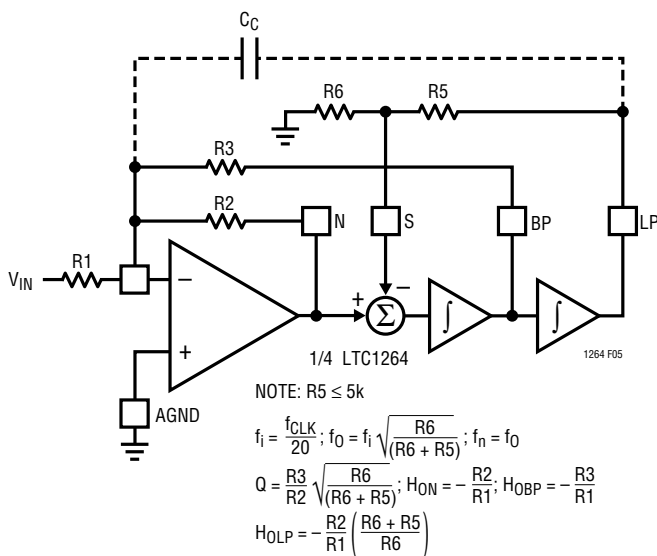 C_C
R6
R5
R3
R2
N
S
BP
LP
V_IN
R1
−
+
+
−
Σ
∫
∫
1/4 LTC1264
1264 F05
AGND
NOTE: R5 ≤ 5k
f_i = f_CLK/20; f_O = f_i √(R6/(R6 + R5)); f_n = f_O
Q = R3/R2 √(R6/(R6 + R5)); H_ON = − R2/R1; H_OBP = − R3/R1
H_OLP = − R2/R1 ((R6 + R5)/R6)